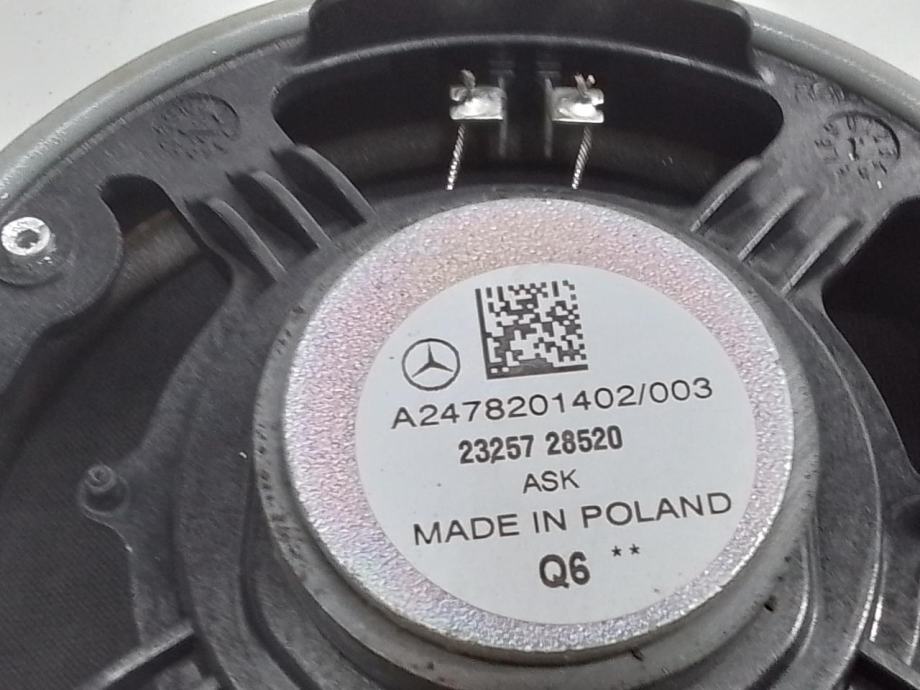 A2478201402/003
23257 28520
ASK
MADE IN POLAND
Q6 **